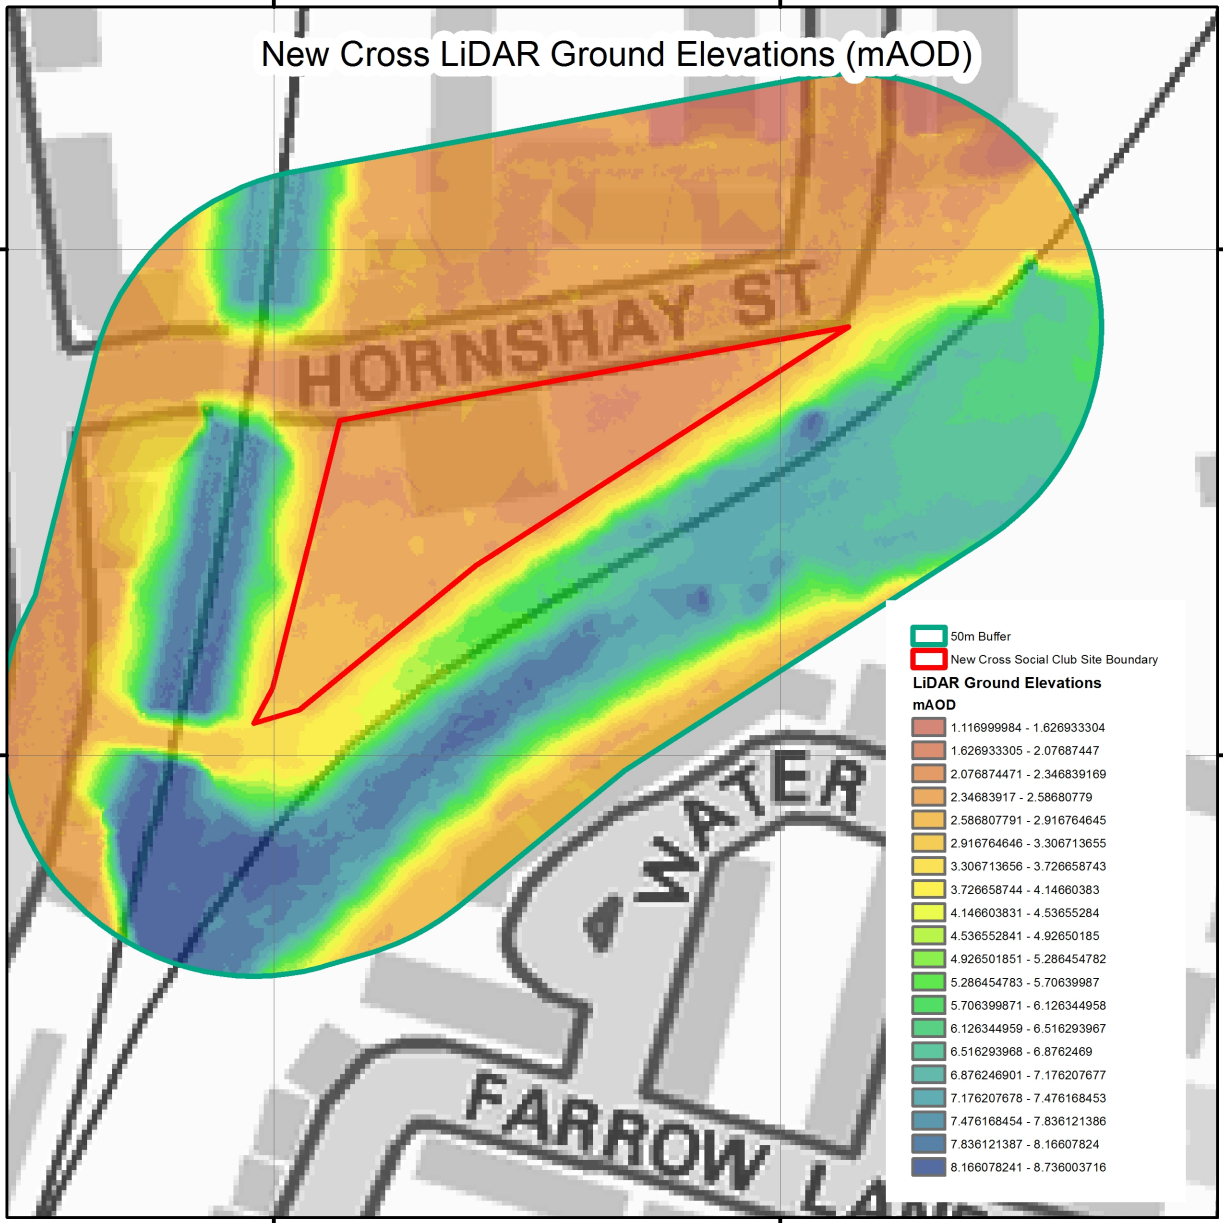 New Cross LiDAR Ground Elevations (mAOD)
HORNSHAY ST
50m Buffer
New Cross Social Club Site Boundary
LiDAR Ground Elevations
mAOD
1.116999984 - 1.626933304
1.626933305 - 2.07687447
2.076874471 - 2.346839169
2.34683917 - 2.58680779
2.586807791 - 2.916764645
2.916764646 - 3.306713655
3.306713656 - 3.726658743
3.726658744 - 4.14660383
4.146603831 - 4.53655284
4.536552841 - 4.92650185
4.926501851 - 5.286454782
5.286454783 - 5.70639987
5.706399871 - 6.126344958
6.126344959 - 6.516293967
6.516293968 - 6.8762469
6.876246901 - 7.176207677
7.176207678 - 7.476168453
7.476168454 - 7.836121386
7.836121387 - 8.16607824
8.166078241 - 8.736003716
WATER
FARROW LANE